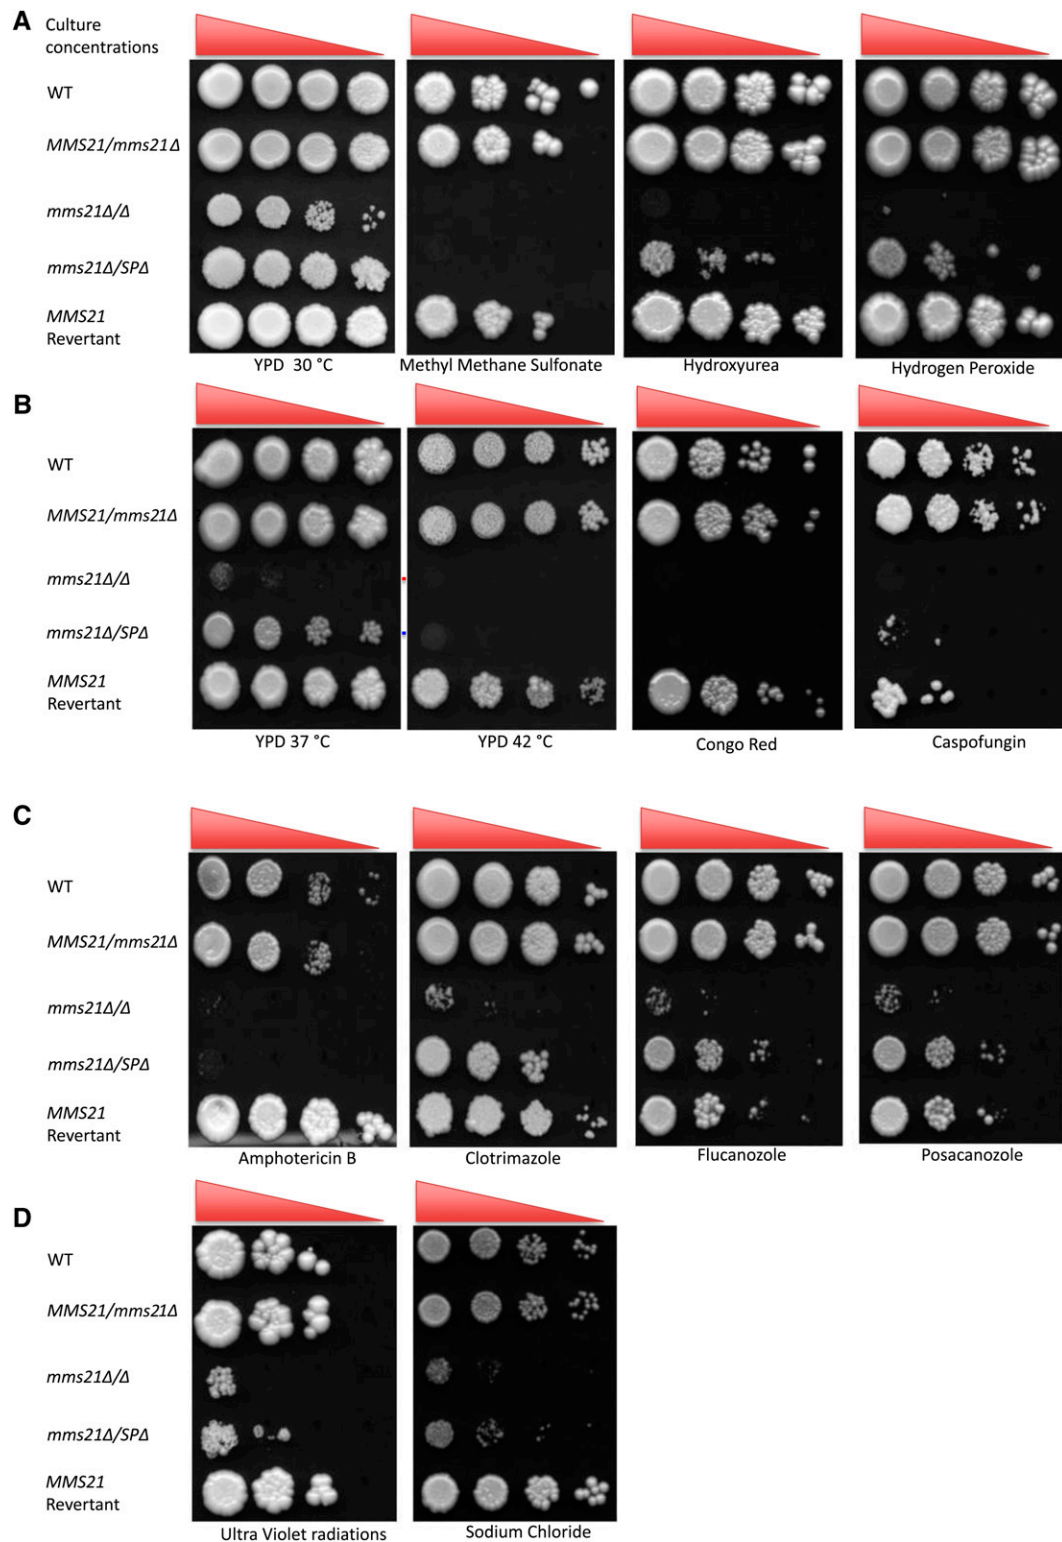 A
Culture
concentrations
WT
MMS21/mms21Δ
mms21Δ/Δ
mms21Δ/SPΔ
MMS21
Revertant
YPD 30 °C
Methyl Methane Sulfonate
Hydroxyurea
Hydrogen Peroxide
B
WT
MMS21/mms21Δ
mms21Δ/Δ
mms21Δ/SPΔ
MMS21
Revertant
YPD 37 °C
YPD 42 °C
Congo Red
Caspofungin
C
WT
MMS21/mms21Δ
mms21Δ/Δ
mms21Δ/SPΔ
MMS21
Revertant
Amphotericin B
Clotrimazole
Flucanozole
Posacanozole
D
WT
MMS21/mms21Δ
mms21Δ/Δ
mms21Δ/SPΔ
MMS21
Revertant
Ultra Violet radiations
Sodium Chloride